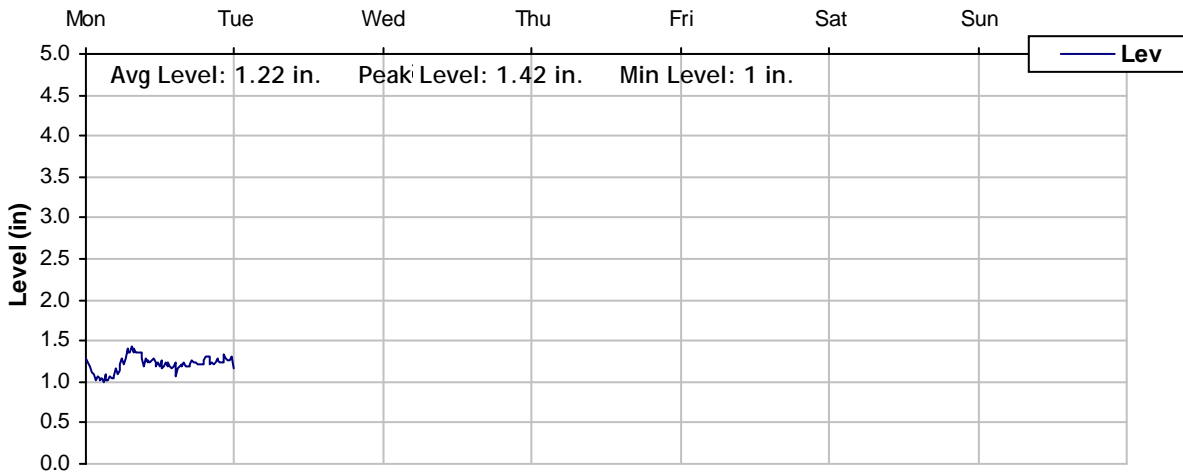 Mon Tue Wed Thu Fri Sat Sun
Lev
Avg Level: 1.22 in. Peak Level: 1.42 in. Min Level: 1 in.
Level (in)
5.0
4.5
4.0
3.5
3.0
2.5
2.0
1.5
1.0
0.5
0.0